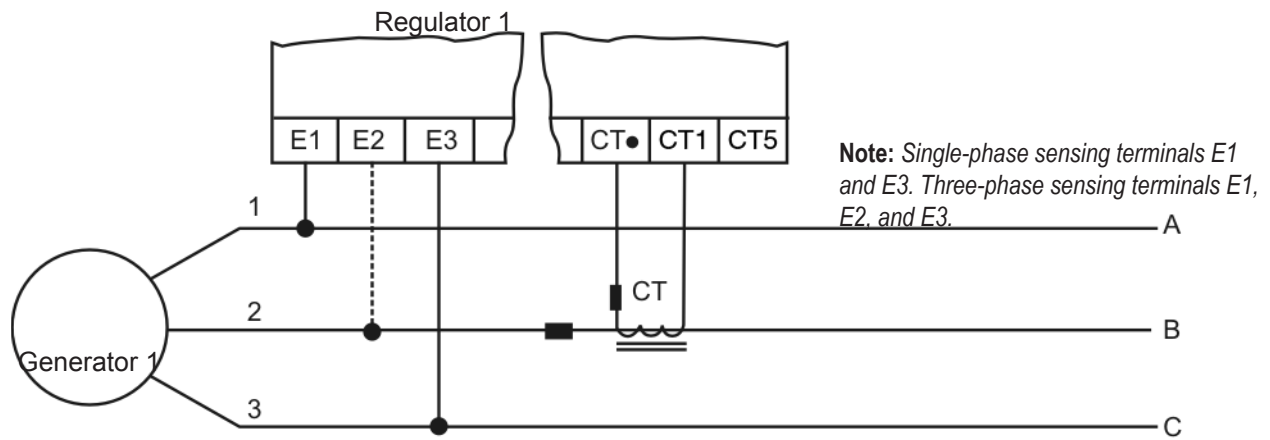 Regulator 1
E1 E2 E3 CT● CT1 CT5
Note: Single-phase sensing terminals E1
and E3. Three-phase sensing terminals E1,
E2, and E3.
1
A
CT
2
B
Generator 1
3
C